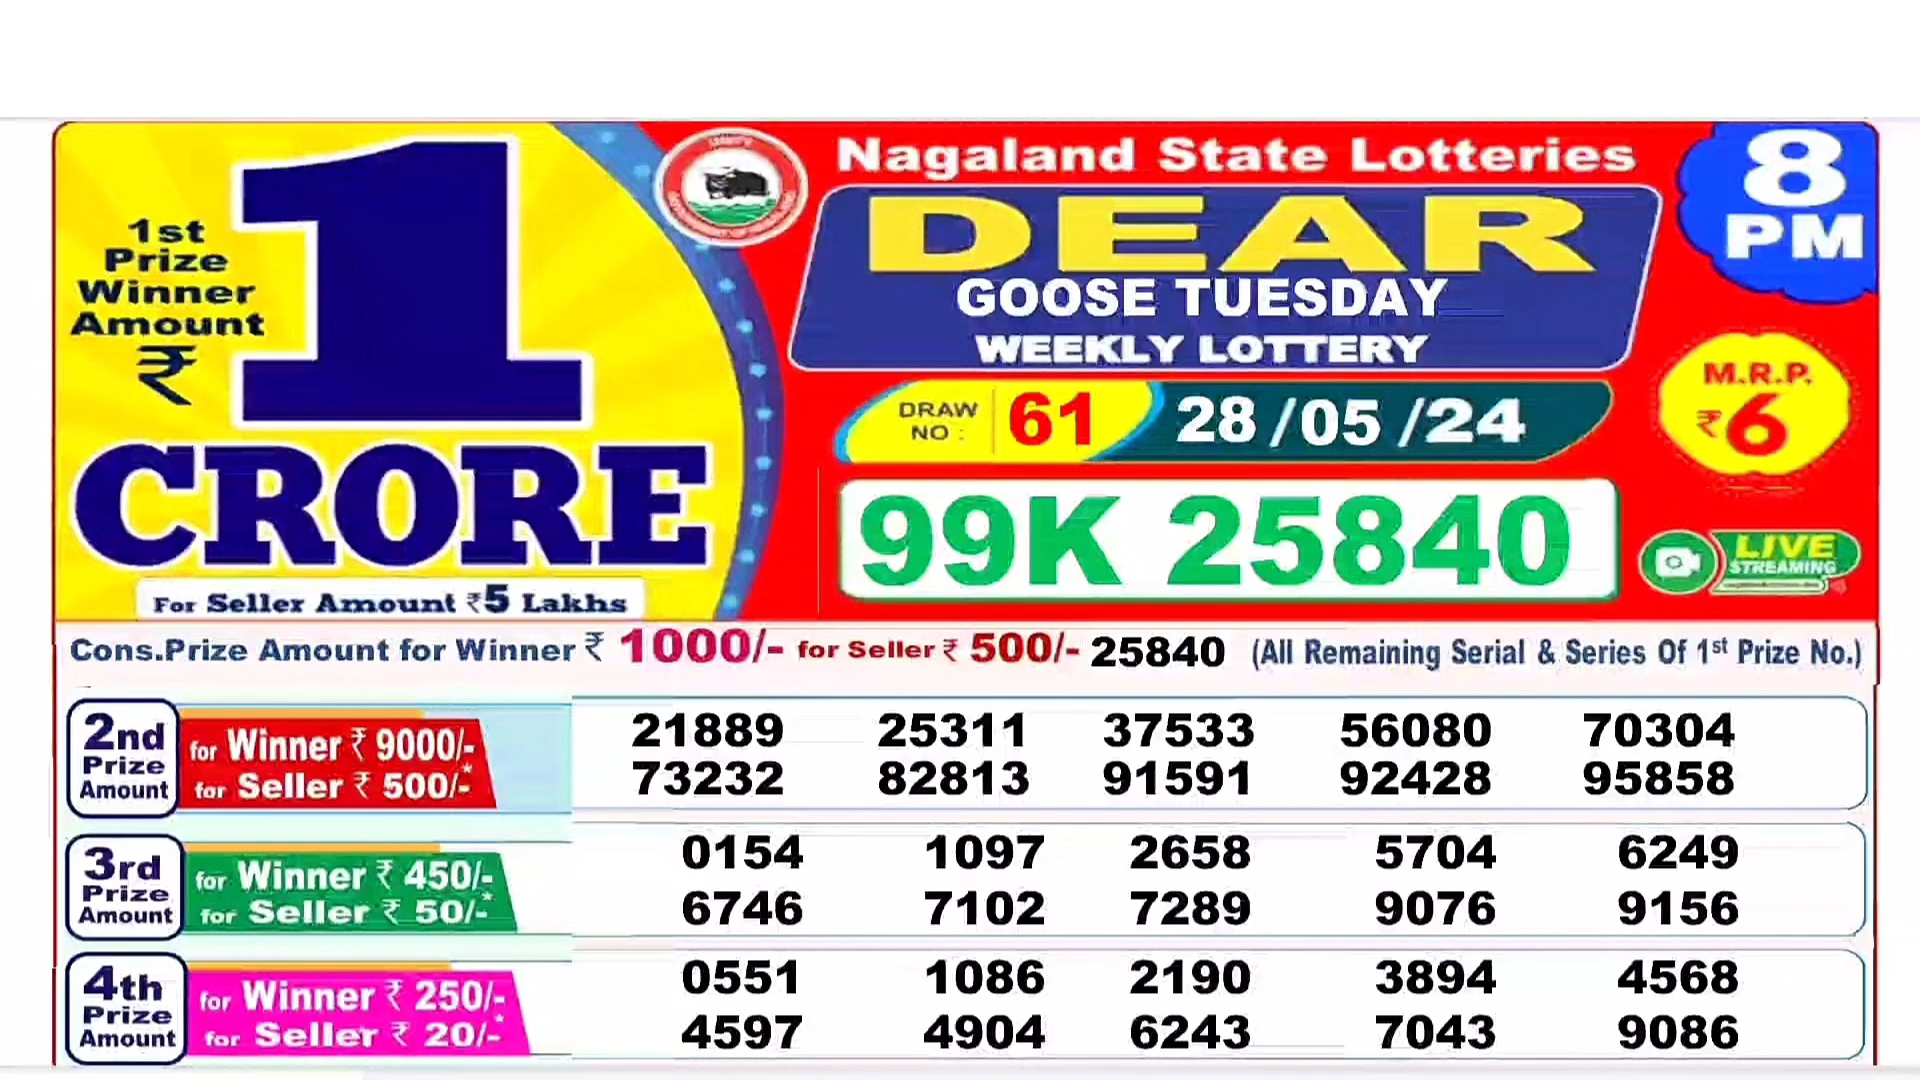 1st
Prize
Winner
Amount
₹
1
CRORE
For Seller Amount ₹5 Lakhs
Nagaland State Lotteries
DEAR
GOOSE TUESDAY
WEEKLY LOTTERY
8
PM
DRAW
NO :
61
28 /05 /24
M.R.P.
₹6
99K 25840
LIVE
STREAMING
Cons.Prize Amount for Winner ₹ 1000/- for Seller ₹ 500/- 25840 (All Remaining Serial & Series Of 1st Prize No.)
2nd
Prize
Amount
for Winner ₹ 9000/-
for Seller ₹ 500/-*
21889 25311 37533 56080 70304
73232 82813 91591 92428 95858
3rd
Prize
Amount
for Winner ₹ 450/-
for Seller ₹ 50/-*
0154 1097 2658 5704 6249
6746 7102 7289 9076 9156
4th
Prize
Amount
for Winner ₹ 250/-
for Seller ₹ 20/-*
0551 1086 2190 3894 4568
4597 4904 6243 7043 9086